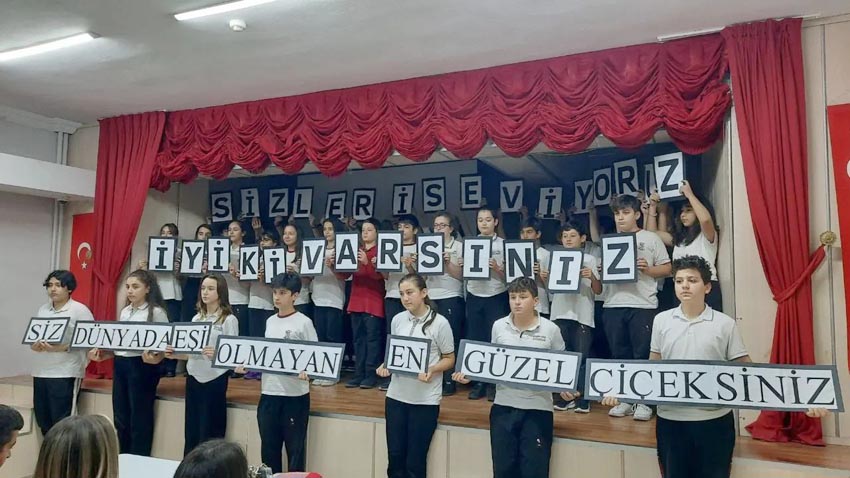 SİZLERİ SEVİYORUZ
İYİKİ VARSINIZ
SİZ DÜNYADA EŞİ OLMAYAN EN GÜZEL ÇİÇEKSİNİZ